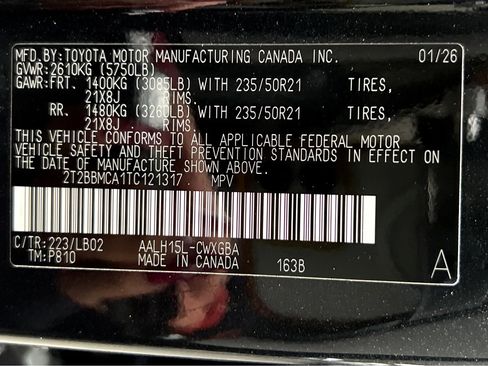 MFD.BY:TOYOTA MOTOR MANUFACTURING CANADA INC. 01/26
GVWR:2610KG (5750LB)
GAWR:FRT. 1400KG (3085LB) WITH 235/50R21 TIRES,
21X8J RIMS.
RR. 1480KG (3260LB) WITH 235/50R21 TIRES,
21X8J RIMS.
THIS VEHICLE CONFORMS TO ALL APPLICABLE FEDERAL MOTOR
VEHICLE SAFETY AND THEFT PREVENTION STANDARDS IN EFFECT ON
THE DATE OF MANUFACTURE SHOWN ABOVE.
2T2BBMCA1TC121317 MPV
C/TR:223/LB02 AALH15L-CWXGBA
TM:P810 MADE IN CANADA 163B A